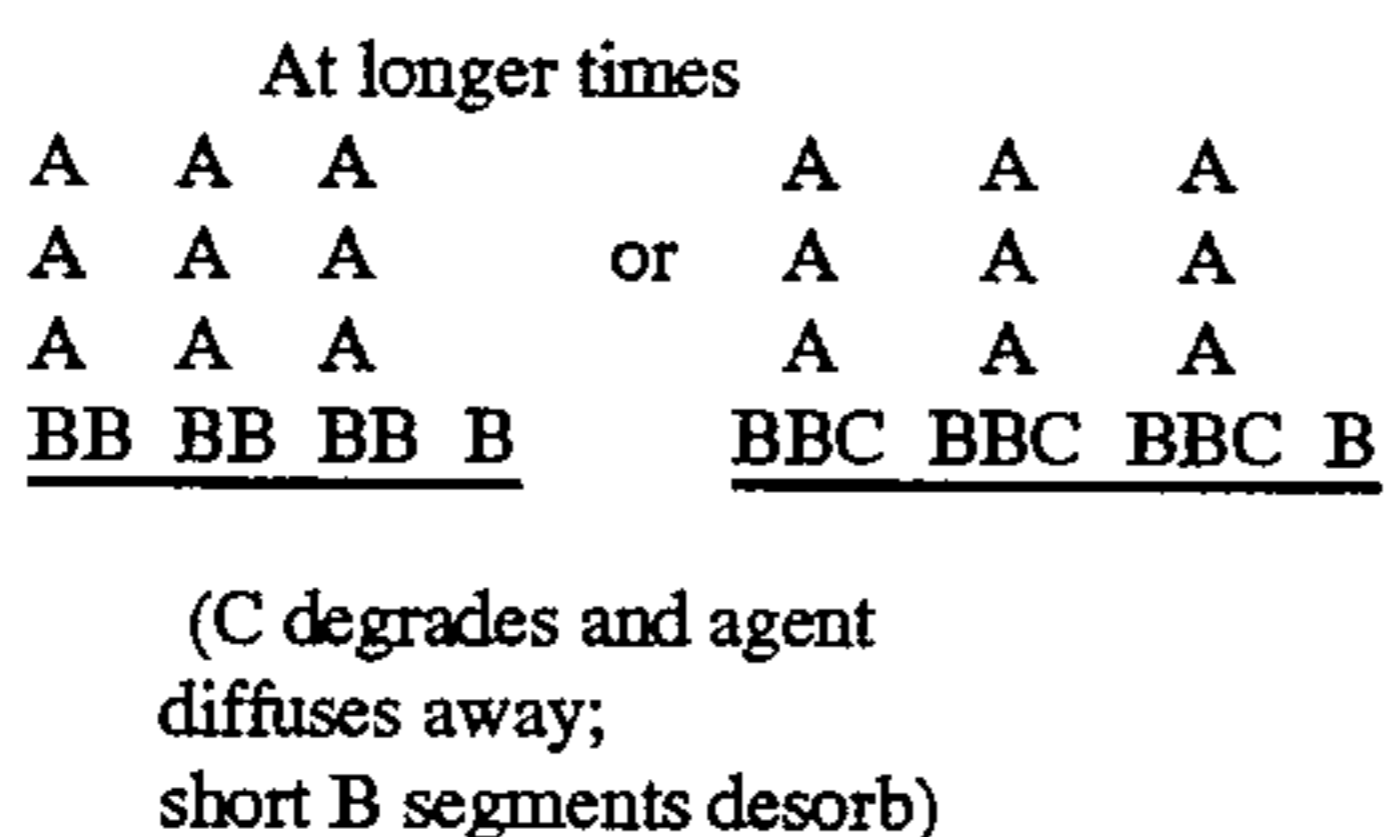 At longer times
A A A A A A
A A A or A A A
A A A A A A
BB BB BB B BBC BBC BBC B
(C degrades and agent
diffuses away;
short B segments desorb)